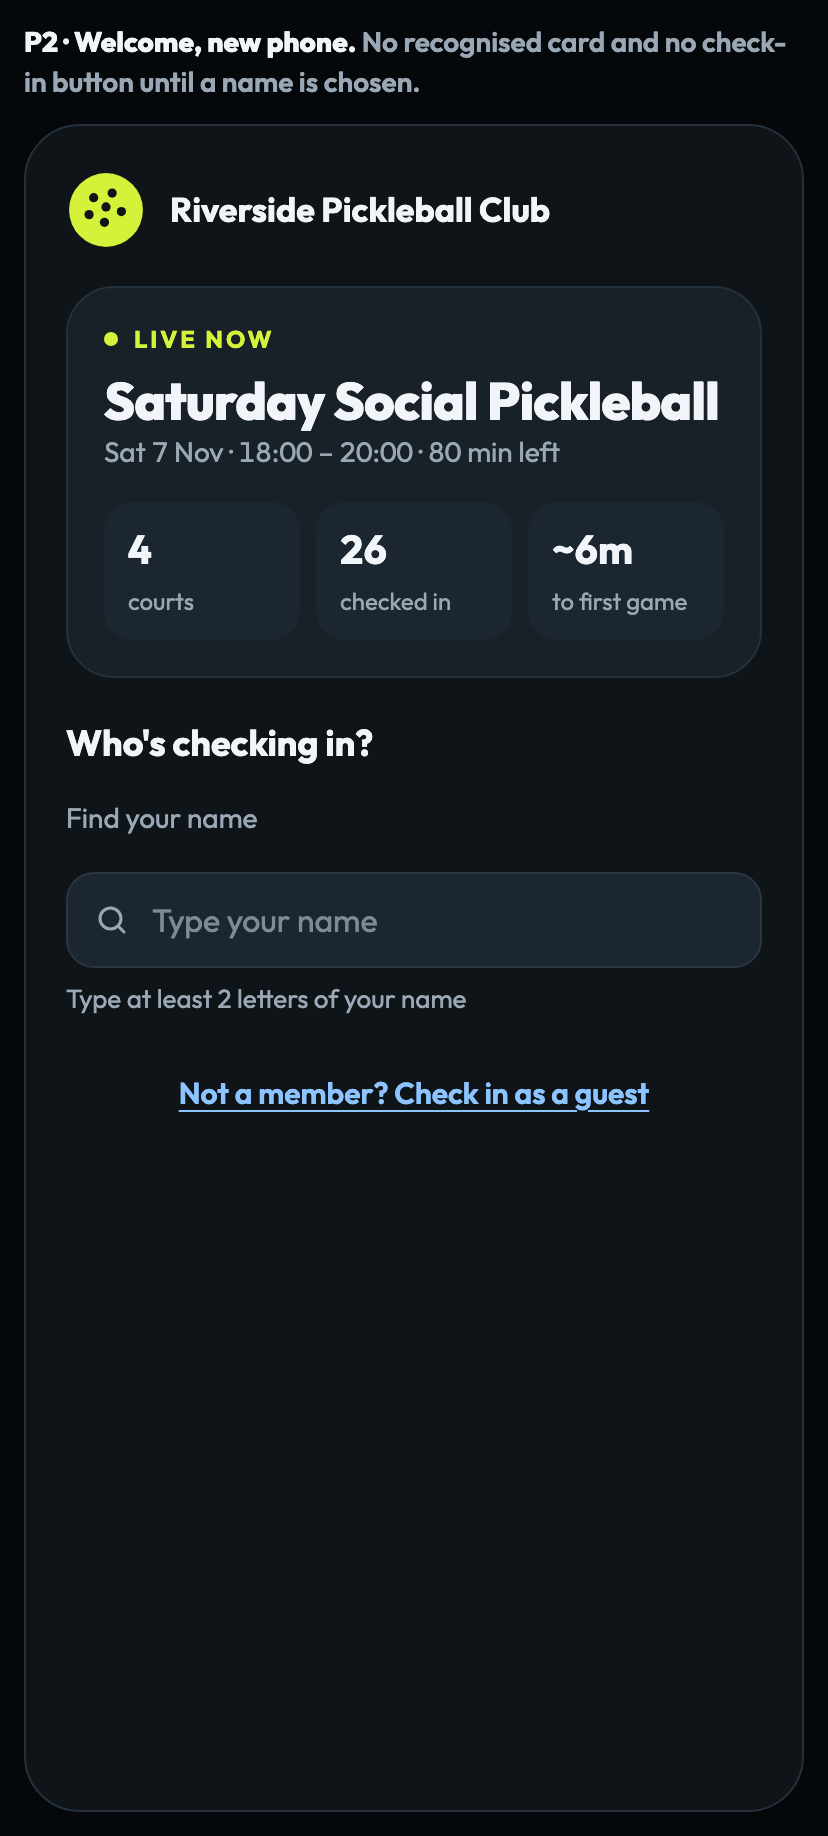 P2 · Welcome, new phone. No recognised card and no check-
in button until a name is chosen.
Riverside Pickleball Club
LIVE NOW
Saturday Social Pickleball
Sat 7 Nov · 18:00 – 20:00 · 80 min left
4
courts
26
checked in
~6m
to first game
Who's checking in?
Find your name
Type your name
Type at least 2 letters of your name
Not a member? Check in as a guest